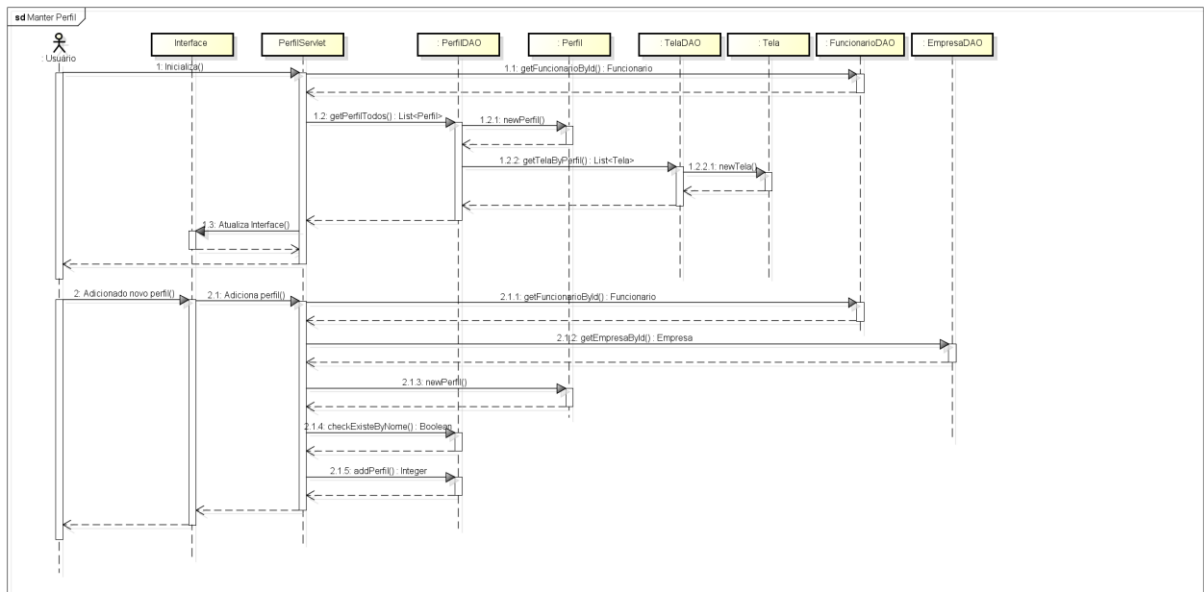 sd Manter Perfil
: Usuário
Interface
PerfilServlet
: PerfilDAO
: Perfil
: TelaDAO
: Tela
: FuncionarioDAO
: EmpresaDAO
1: Inicializa()
1.1: getFuncionarioById() : Funcionario
1.2: getPerfilTodos() : List<Perfil>
1.2.1: newPerfil()
1.2.2: getTelaByPerfil() : List<Tela>
1.2.2.1: newTela()
1.3: Atualiza Interface()
2: Adicionado novo perfil()
2.1: Adiciona perfil()
2.1.1: getFuncionarioById() : Funcionario
2.1.2: getEmpresaById() : Empresa
2.1.3: newPerfil()
2.1.4: checkExisteByNome() : Boolean
2.1.5: addPerfil() : Integer